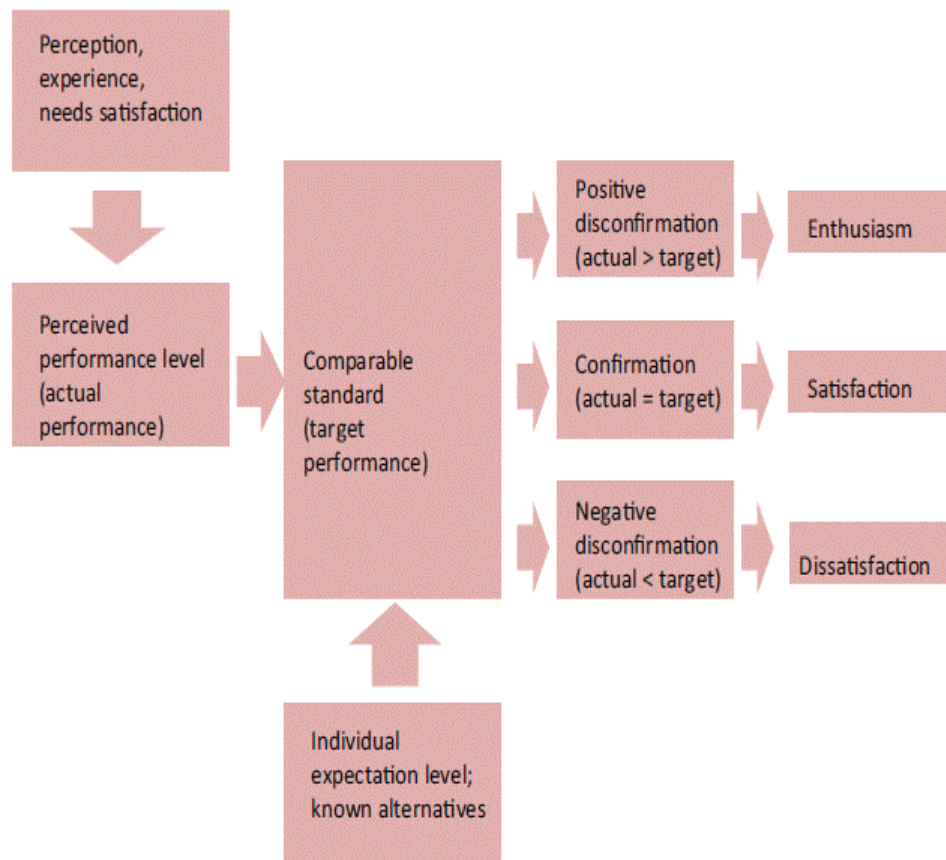 Perception,
experience,
needs satisfaction
Perceived
performance level
(actual
performance)
Comparable
standard
(target
performance)
Individual
expectation level;
known alternatives
Positive
disconfirmation
(actual > target)
Enthusiasm
Confirmation
(actual = target)
Satisfaction
Negative
disconfirmation
(actual < target)
Dissatisfaction